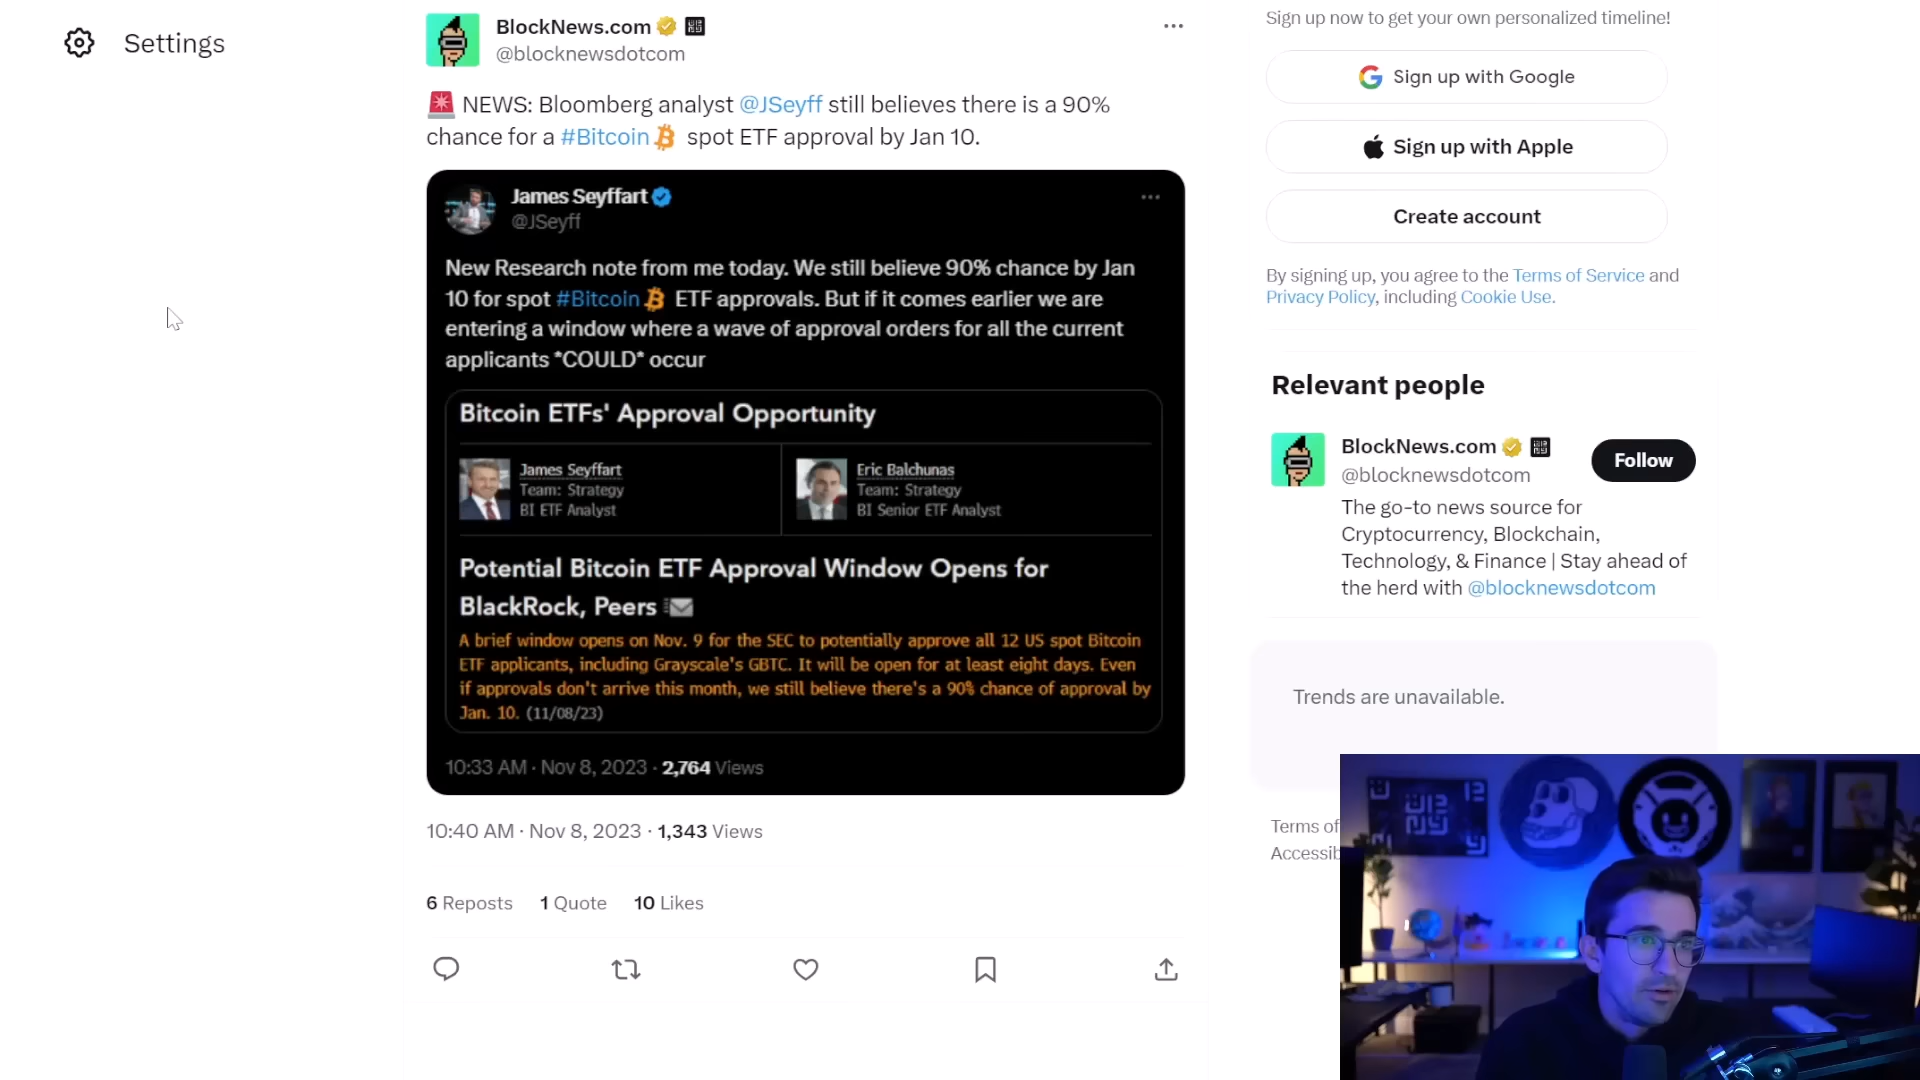 Settings
BlockNews.com
@blocknewsdotcom
NEWS: Bloomberg analyst @JSeyff still believes there is a 90%
chance for a #Bitcoin spot ETF approval by Jan 10.
James Seyffart
@JSeyff
New Research note from me today. We still believe 90% chance by Jan
10 for spot #Bitcoin ETF approvals. But if it comes earlier we are
entering a window where a wave of approval orders for all the current
applicants *COULD* occur
Bitcoin ETFs' Approval Opportunity
James Seyffart
Team: Strategy
BI ETF Analyst
Eric Balchunas
Team: Strategy
BI Senior ETF Analyst
Potential Bitcoin ETF Approval Window Opens for
BlackRock, Peers
A brief window opens on Nov. 9 for the SEC to potentially approve all 12 US spot Bitcoin
ETF applicants, including Grayscale's GBTC. It will be open for at least eight days. Even
if approvals don't arrive this month, we still believe there's a 90% chance of approval by
Jan. 10. (11/08/23)
10:33 AM · Nov 8, 2023 · 2,764 Views
10:40 AM · Nov 8, 2023 · 1,343 Views
6 Reposts 1 Quote 10 Likes
Sign up now to get your own personalized timeline!
Sign up with Google
Sign up with Apple
Create account
By signing up, you agree to the Terms of Service and
Privacy Policy, including Cookie Use.
Relevant people
BlockNews.com
@blocknewsdotcom
Follow
The go-to news source for
Cryptocurrency, Blockchain,
Technology, & Finance | Stay ahead of
the herd with @blocknewsdotcom
Trends are unavailable.
Terms of
Accessib